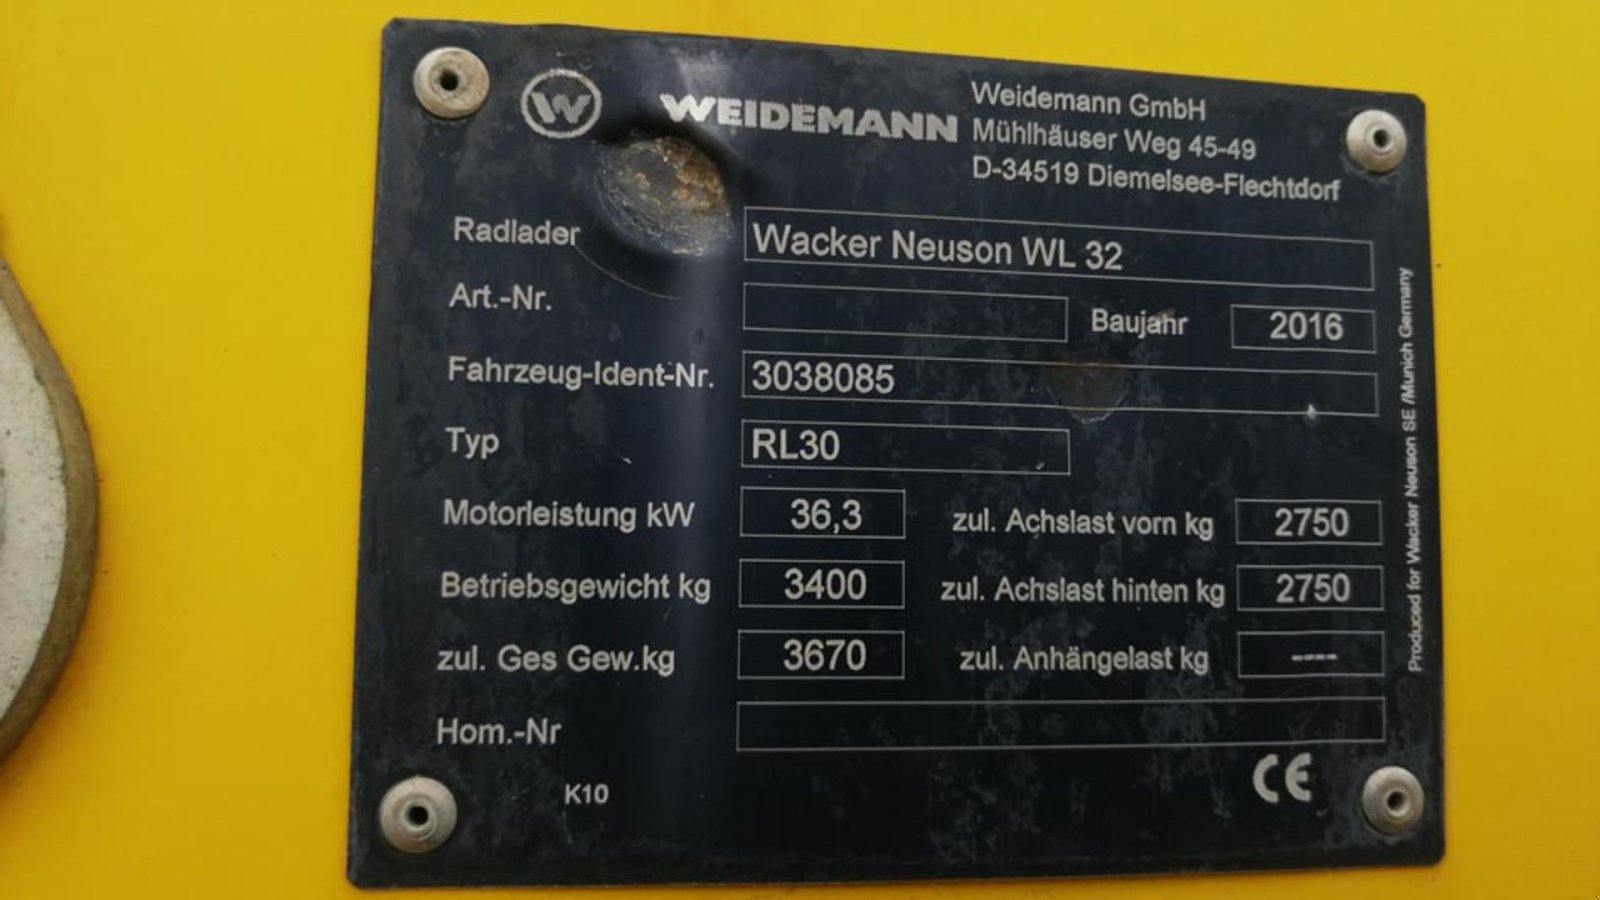 W WEIDEMANN
Weidemann GmbH
Mühlhäuser Weg 45-49
D-34519 Diemelsee-Flechtdorf
Radlader Wacker Neuson WL 32
Art.-Nr. Baujahr 2016
Fahrzeug-Ident-Nr. 3038085
Typ RL30
Motorleistung kW 36,3 zul. Achslast vorn kg 2750
Betriebsgewicht kg 3400 zul. Achslast hinten kg 2750
zul. Ges Gew.kg 3670 zul. Anhängelast kg ----
Hom.-Nr
K10
CE
Produced for Wacker Neuson SE /Munich Germany